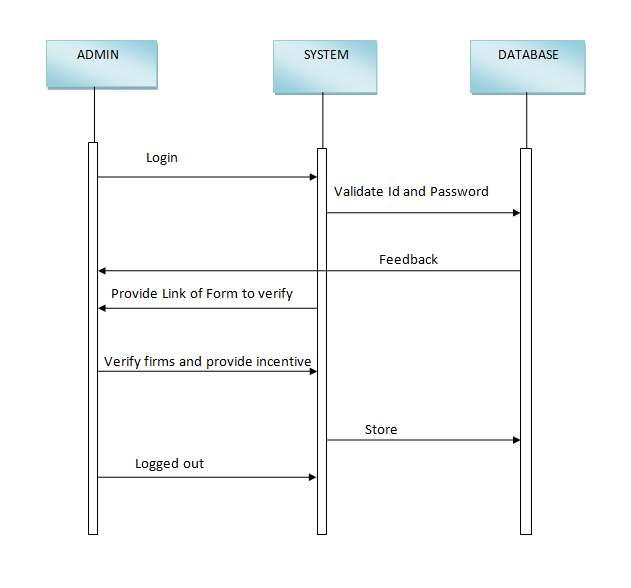 ADMIN
SYSTEM
DATABASE
Login
Validate Id and Password
Feedback
Provide Link of Form to verify
Verify firms and provide incentive
Store
Logged out